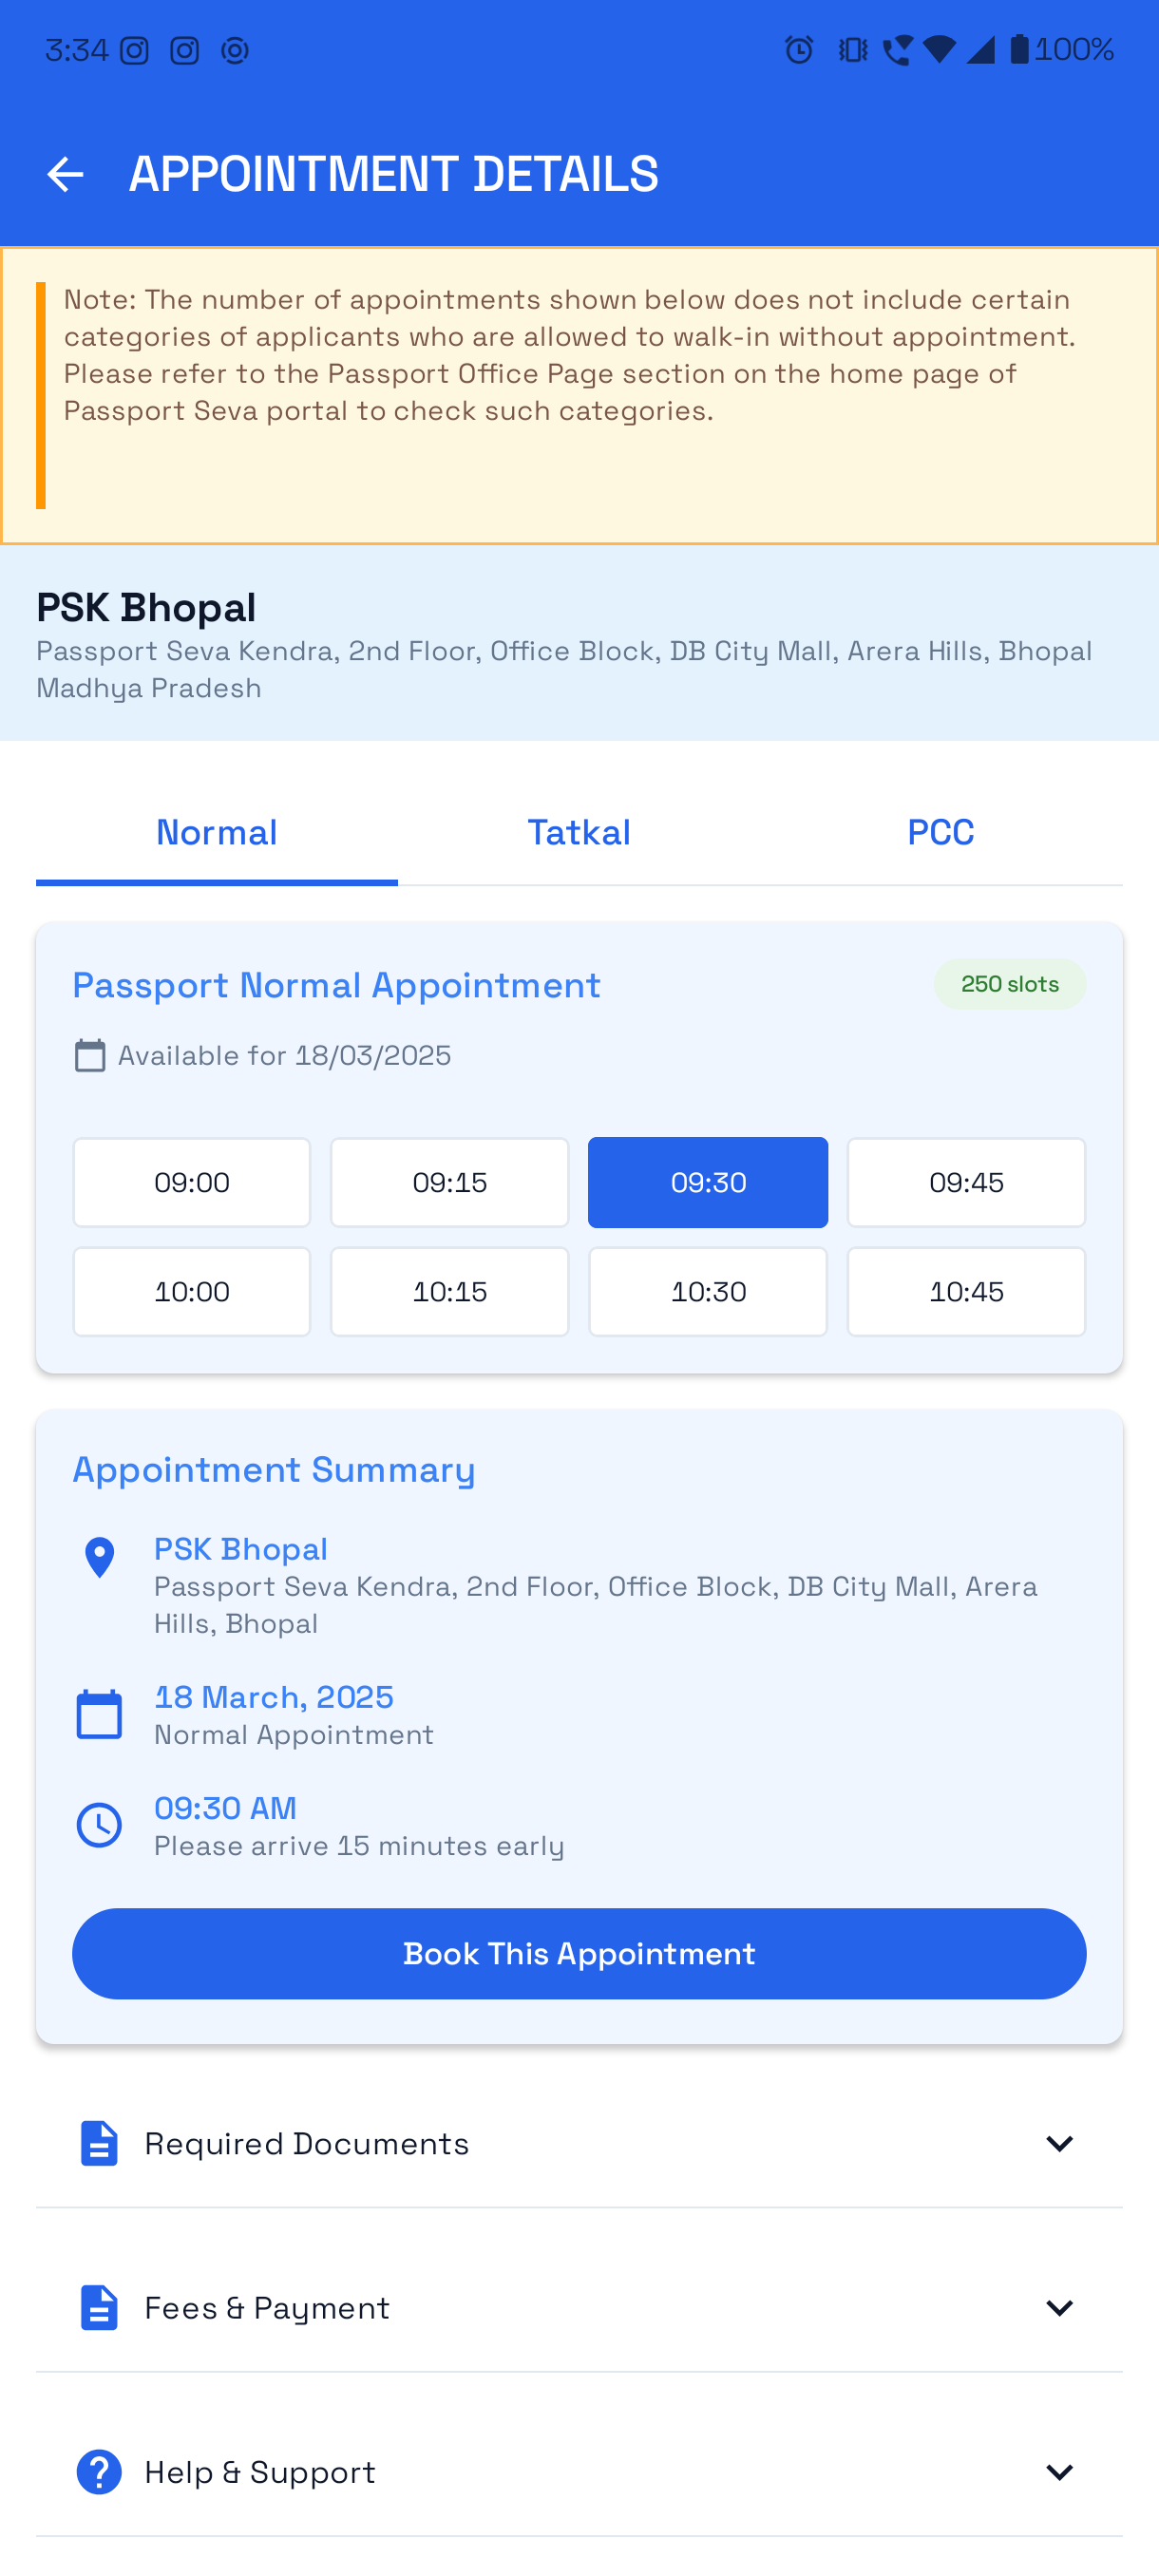 3:34
100%
APPOINTMENT DETAILS
Note: The number of appointments shown below does not include certain
categories of applicants who are allowed to walk-in without appointment.
Please refer to the Passport Office Page section on the home page of
Passport Seva portal to check such categories.
PSK Bhopal
Passport Seva Kendra, 2nd Floor, Office Block, DB City Mall, Arera Hills, Bhopal
Madhya Pradesh
Normal
Tatkal
PCC
Passport Normal Appointment
250 slots
Available for 18/03/2025
09:00
09:15
09:30
09:45
10:00
10:15
10:30
10:45
Appointment Summary
PSK Bhopal
Passport Seva Kendra, 2nd Floor, Office Block, DB City Mall, Arera
Hills, Bhopal
18 March, 2025
Normal Appointment
09:30 AM
Please arrive 15 minutes early
Book This Appointment
Required Documents
Fees & Payment
Help & Support